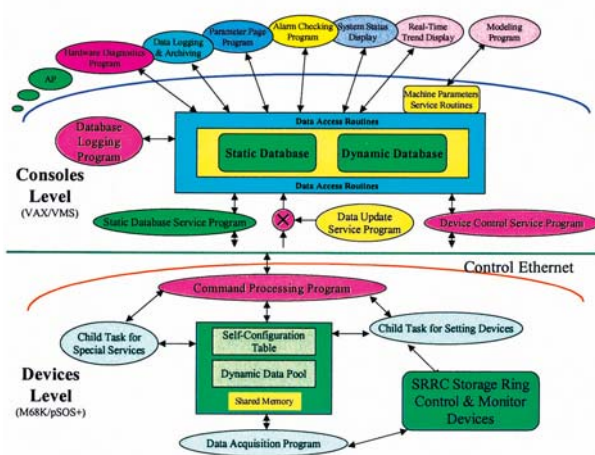 Alarm Checking
Program
System Status
Display
Parameter Page
Program
Real-Time
Trend Display
Data Logging
& Archiving
Modeling
Program
Hardware Diagnostics
Program
AP
Machine Parameters
Service Routines
Data Access Routines
Database
Logging
Program
Static Database
Dynamic Database
Consoles
Level
(VAX/VMS)
Data Access Routines
Static Database Service Program
Data Update
Service Program
Device Control Service Program
Control Ethernet
Command Processing Program
Child Task for
Special Services
Self-Configuration
Table
Child Task for Setting Devices
Dynamic Data Pool
Devices
Level
(M68K/pSOS+)
Shared Memory
SRRC Storage Ring
Control & Monitor
Devices
Data Acquisition Program